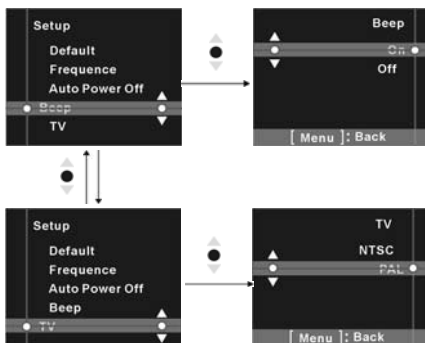 Setup
Default
Frequence
Auto Power Off
Beep
TV
Beep
On
Off
[ Menu ]: Back
Setup
Default
Frequence
Auto Power Off
Beep
TV
TV
NTSC
PAL
[ Menu ]: Back